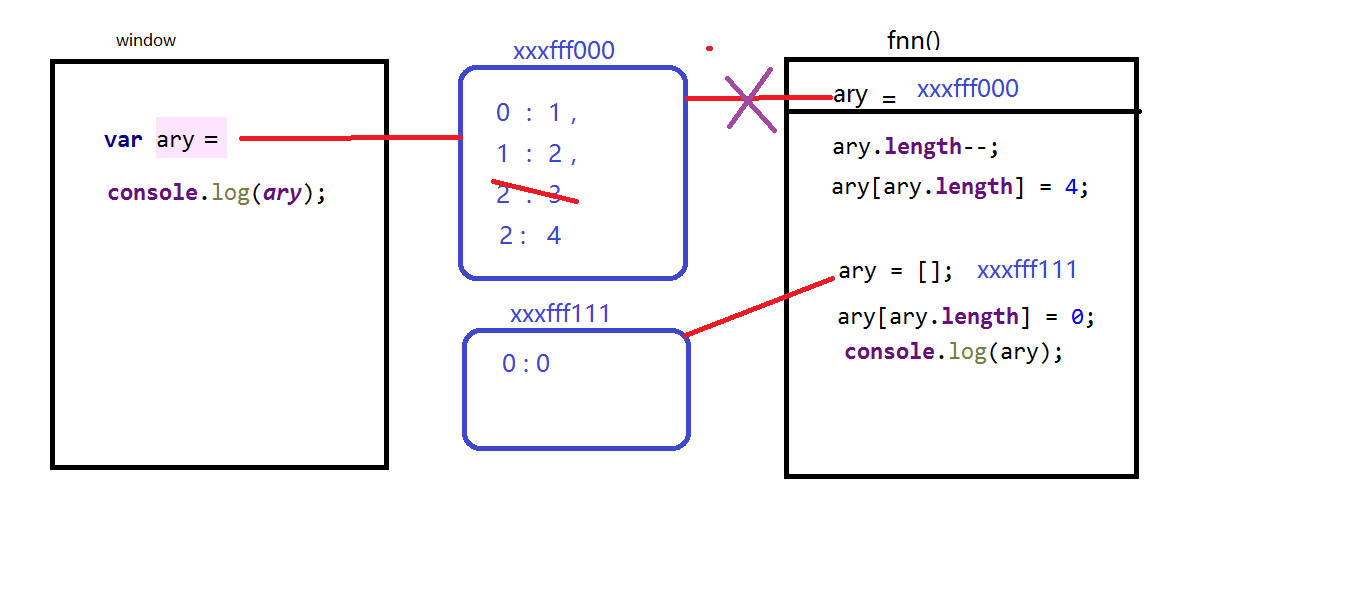 window
var ary =
console.log(ary);
xxxfff000
0 : 1 ,
1 : 2 ,
2 : 3
2 : 4
xxxfff111
0 : 0
fnn()
ary = xxxfff000
ary.length--;
ary[ary.length] = 4;
ary = []; xxxfff111
ary[ary.length] = 0;
console.log(ary);